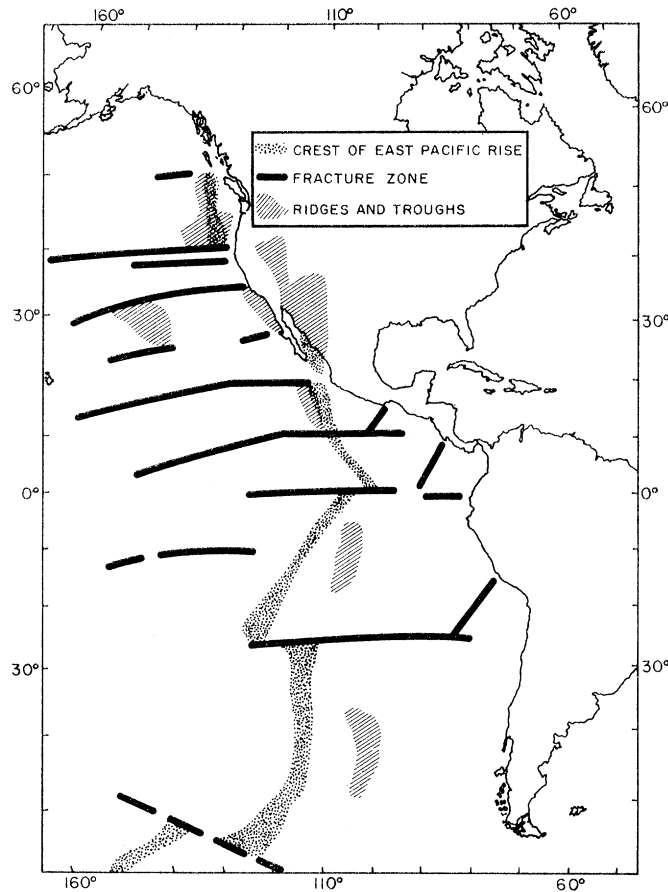 160° 110° 60°
60° 60°
CREST OF EAST PACIFIC RISE
FRACTURE ZONE
RIDGES AND TROUGHS
30° 30°
0° 0°
30° 30°
160° 110° 60°